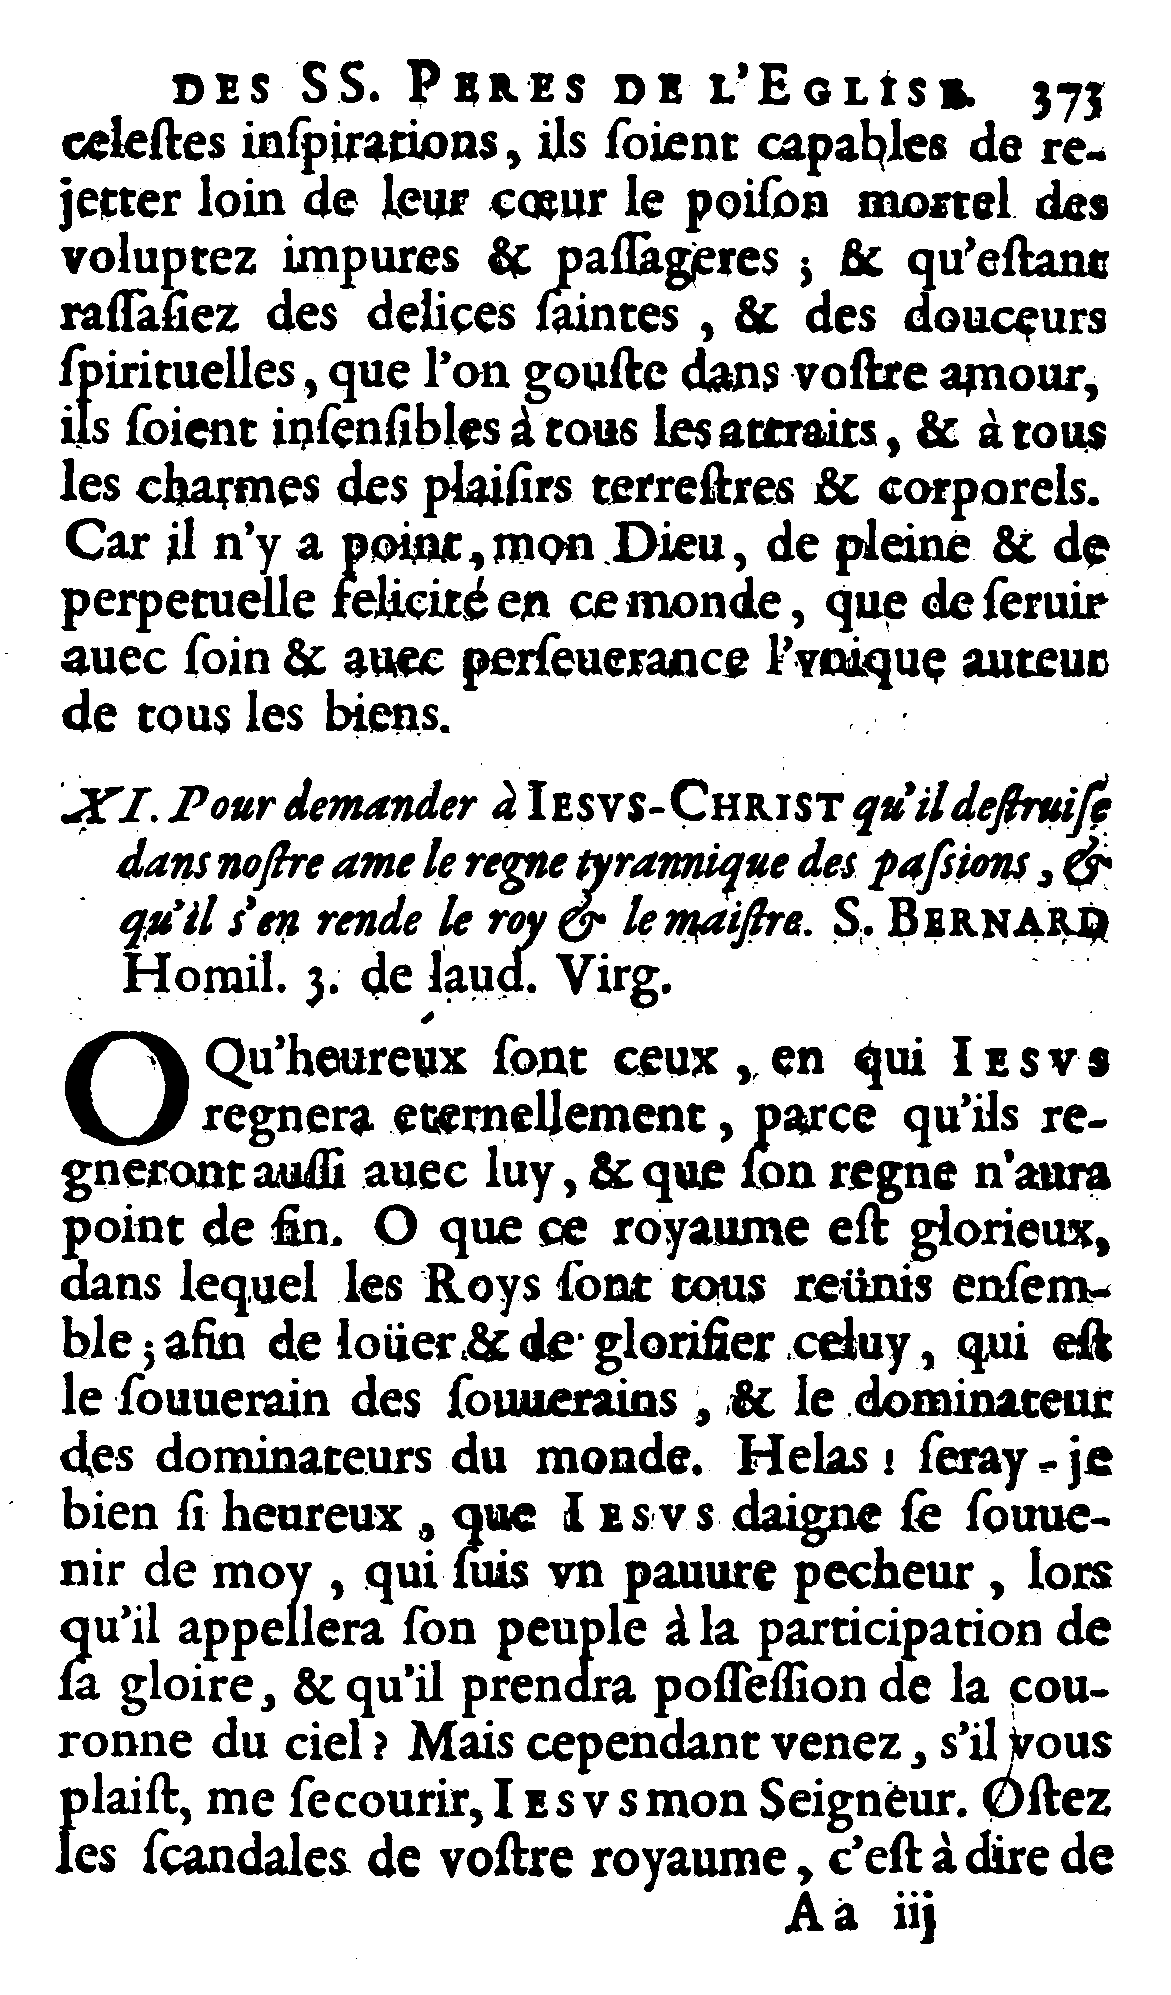 DES SS. PERES DE L'EGLISE. 373
celeſtes inſpirations, ils ſoient capables de re-
jetter loin de leur cœur le poiſon mortel des
voluptez impures & paſſageres ; & qu'eſtant
raſſaſiez des delices ſaintes , & des douceurs
ſpirituelles, que l'on gouſte dans voſtre amour,
ils ſoient inſenſibles à tous les attraits, & à tous
les charmes des plaiſirs terreſtres & corporels.
Car il n'y a point, mon Dieu, de pleine & de
perpetuelle felicité en ce monde, que de ſeruir
auec ſoin & auec perſeuerance l'vnique auteur
de tous les biens.
XI. Pour demander à IESVS-CHRIST qu'il deſtruiſe
dans noſtre ame le regne tyrannique des paſsions, &
qu'il s'en rende le roy & le maiſtre. S. BERNARD
Homil. 3. de laud. Virg.
O Qu'heureux ſont ceux , en qui IESVS
regnera eternellement, parce qu'ils re-
gneront auſſi auec luy, & que ſon regne n'aura
point de fin. O que ce royaume eſt glorieux,
dans lequel les Roys ſont tous reünis enſem-
ble ; afin de loüer & de glorifier celuy, qui eſt
le ſouuerain des ſouuerains , & le dominateur
des dominateurs du monde. Helas ! ſeray-je
bien ſi heureux , que IESVS daigne ſe ſouue-
nir de moy , qui ſuis vn pauure pecheur , lors
qu'il appellera ſon peuple à la participation de
ſa gloire, & qu'il prendra poſſeſſion de la cou-
ronne du ciel ? Mais cependant venez, s'il vous
plaiſt, me ſecourir, IESVS mon Seigneur. Oſtez
les ſcandales de voſtre royaume, c'eſt à dire de
Aa iij